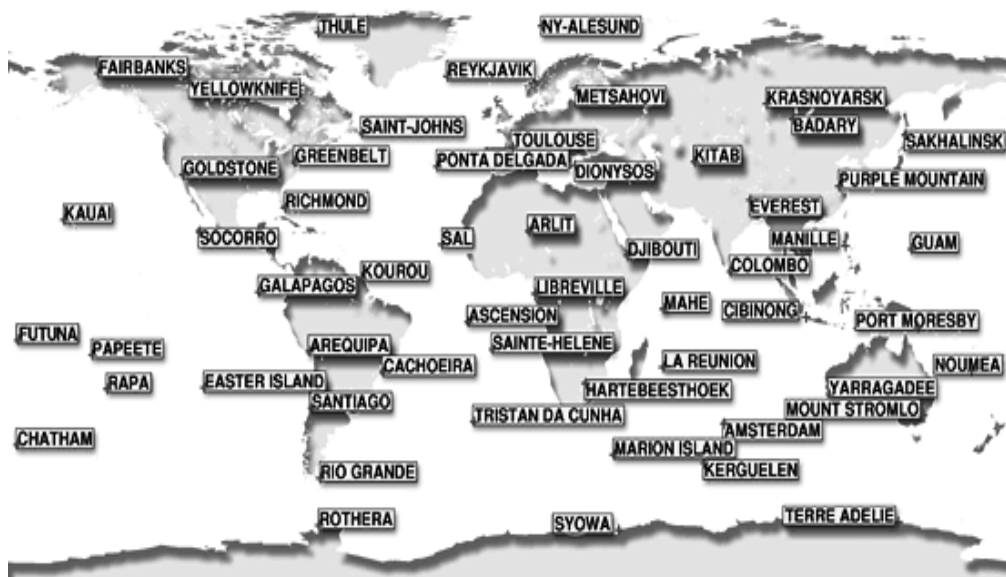 THULE
NY-ALESUND
FAIRBANKS
REYKJAVIK
YELLOWKNIFE
METSAHOVI
KRASNOYARSK
SAINT-JOHNS
BADARY
TOULOUSE
SAKHALINSK
GREENBELT
PONTA DELGADA
KITAB
GOLDSTONE
DIONYSOS
PURPLE MOUNTAIN
RICHMOND
EVEREST
KAUAI
ARLIT
SOCORRO
SAL
MANILLE
GUAM
DJIBOUTI
COLOMBO
KOUROU
GALAPAGOS
LIBREVILLE
MAHE
CIBINONG
ASCENSION
PORT MORESBY
FUTUNA
PAPEETE
AREQUIPA
SAINTE-HELENE
CACHOEIRA
LA REUNION
NOUMEA
RAPA
EASTER ISLAND
HARTEBEESTHOEK
YARRAGADEE
SANTIAGO
TRISTAN DA CUNHA
MOUNT STROMLO
AMSTERDAM
CHATHAM
MARION ISLAND
RIO GRANDE
KERGUELEN
ROTHERA
SYOWA
TERRE ADELIE